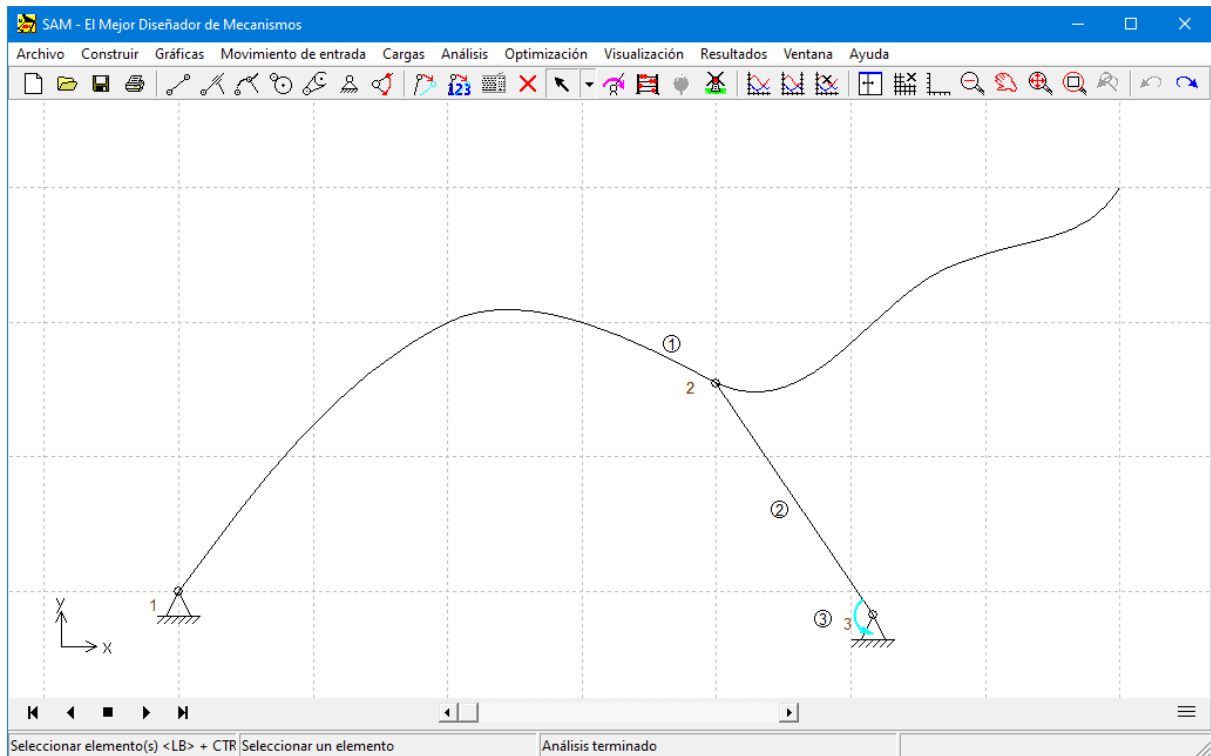 SAM - El Mejor Diseñador de Mecanismos
Archivo Construir Gráficas Movimiento de entrada Cargas Análisis Optimización Visualización Resultados Ventana Ayuda
123
①
2
②
1
③ 3
y
x
Seleccionar elemento(s) <LB> + CTR Seleccionar un elemento Análisis terminado